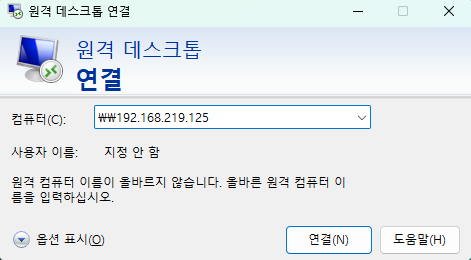 원격 데스크톱 연결
원격 데스크톱
연결
컴퓨터(C):
₩₩192.168.219.125
사용자 이름:
지정 안 함
원격 컴퓨터 이름이 올바르지 않습니다. 올바른 원격 컴퓨터 이
름을 입력하십시오.
옵션 표시(O)
연결(N)
도움말(H)